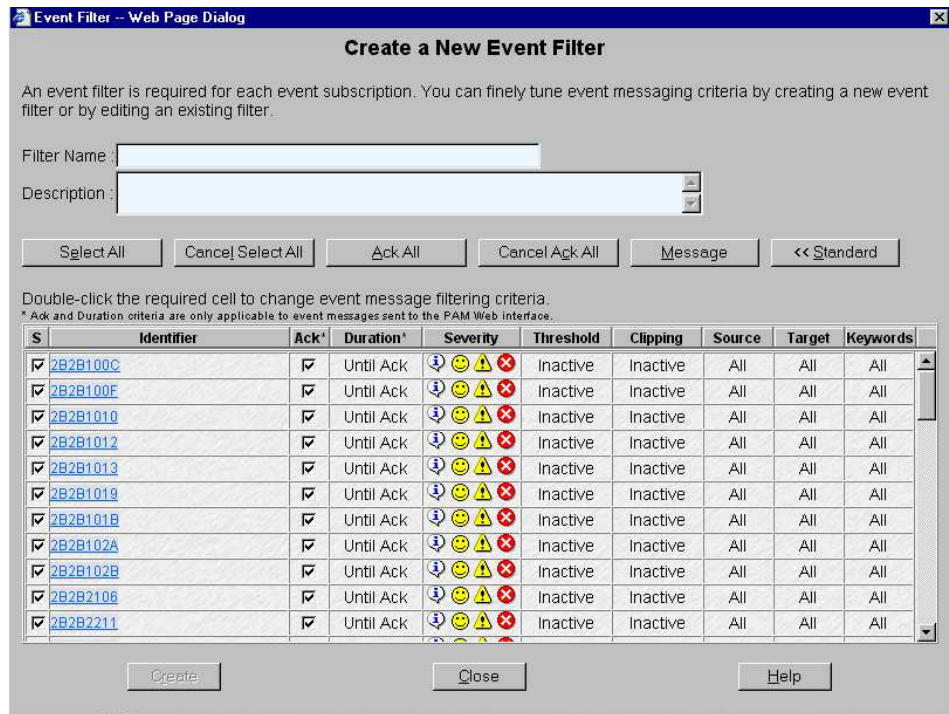 Event Filter -- Web Page Dialog
Create a New Event Filter
An event filter is required for each event subscription. You can finely tune event messaging criteria by creating a new event
filter or by editing an existing filter.
Filter Name :
Description :
Select All Cancel Select All Ack All Cancel Ack All Message << Standard
Double-click the required cell to change event message filtering criteria.
* Ack and Duration criteria are only applicable to event messages sent to the PAM Web interface.
S Identifier Ack* Duration* Severity Threshold Clipping Source Target Keywords
2B2B100C Until Ack Inactive Inactive All All All
2B2B100F Until Ack Inactive Inactive All All All
2B2B1010 Until Ack Inactive Inactive All All All
2B2B1012 Until Ack Inactive Inactive All All All
2B2B1013 Until Ack Inactive Inactive All All All
2B2B1019 Until Ack Inactive Inactive All All All
2B2B101B Until Ack Inactive Inactive All All All
2B2B102A Until Ack Inactive Inactive All All All
2B2B102B Until Ack Inactive Inactive All All All
2B2B2106 Until Ack Inactive Inactive All All All
2B2B2211 Until Ack Inactive Inactive All All All
Create Close Help